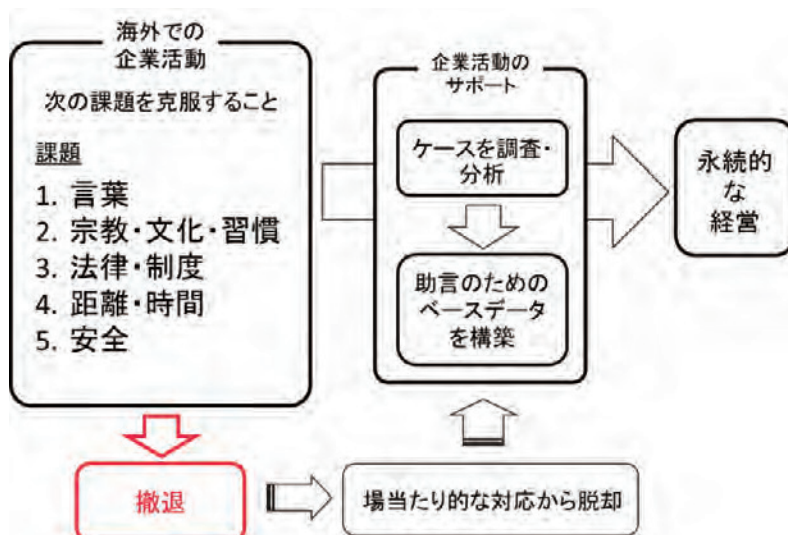 海外での
企業活動
次の課題を克服すること
課題
1. 言葉
2. 宗教・文化・習慣
3. 法律・制度
4. 距離・時間
5. 安全
企業活動の
サポート
ケースを調査・
分析
助言のための
ベースデータ
を構築
永続的
な
経営
撤退
場当たり的な対応から脱却